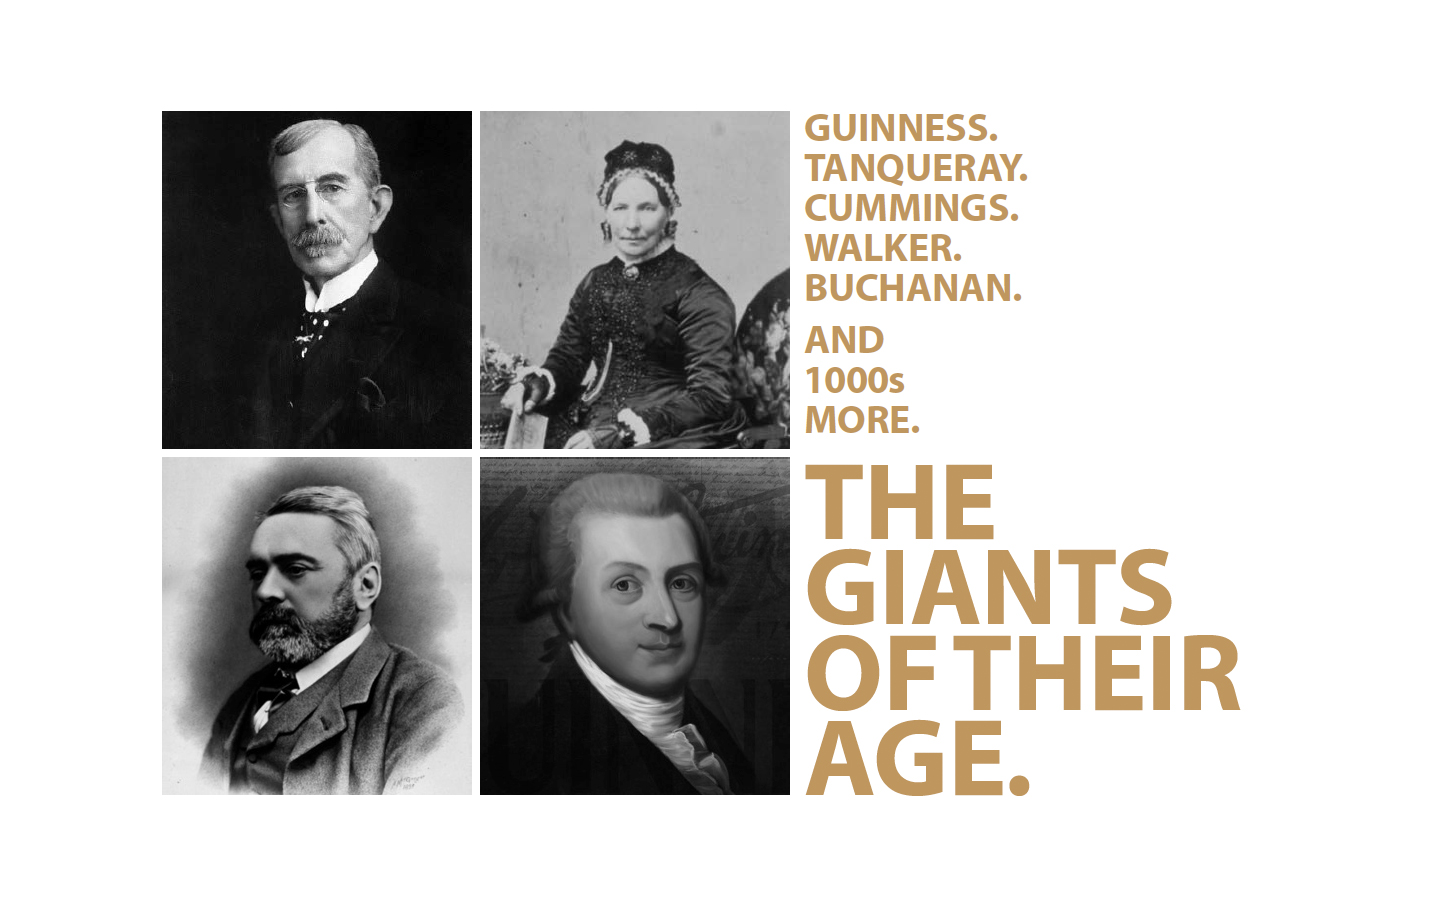 GUINNESS.
TANQUERAY.
CUMMINGS.
WALKER.
BUCHANAN.
AND
1000s
MORE.
THE
GIANTS
OF THEIR
AGE.